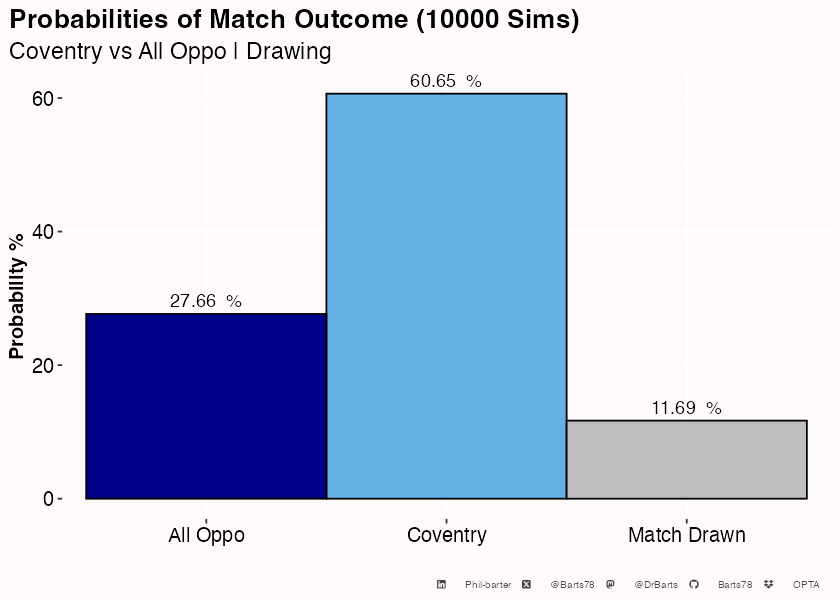 Probabilities of Match Outcome (10000 Sims)
Coventry vs All Oppo | Drawing
60.65 %
60
40
27.66 %
Probability %
20
11.69 %
0
All Oppo Coventry Match Drawn
Phil-barter @Barts78 @DrBarts Barts78 OPTA